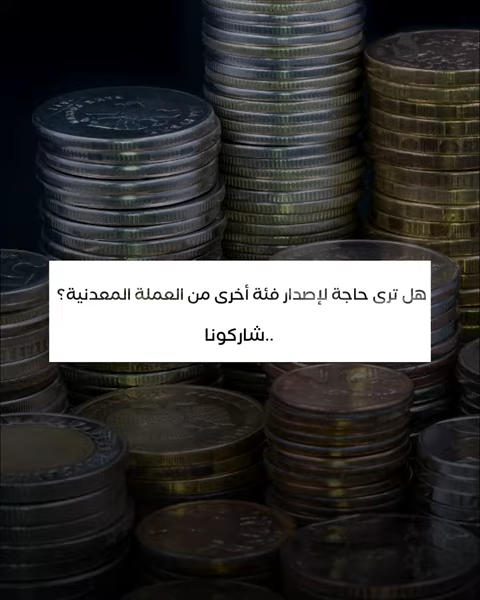 هل ترى حاجة لإصدار فئة أخرى من العملة المعدنية؟
..شاركونا